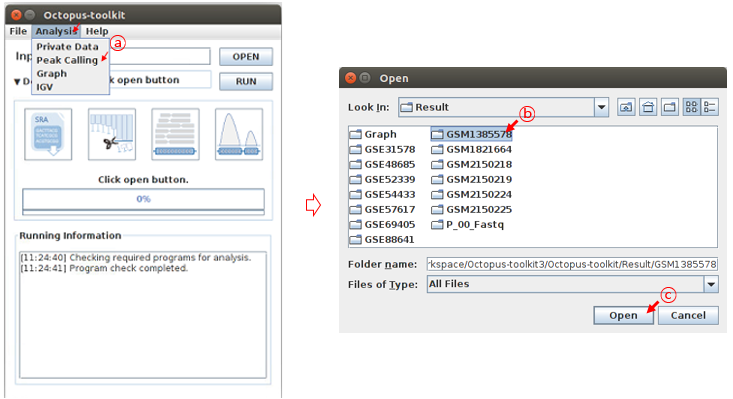 Octopus-toolkit
File Analysis Help
a
Private Data
Peak Calling
Graph
IGV
Inp
OPEN
▼D
ck open button
RUN
SRA
Click open button.
0%
Running Information
[11:24:40] Checking required programs for analysis.
[11:24:41] Program check completed.
Open
Look In: Result
b
Graph GSM1385578
GSE31578 GSM1821664
GSE48685 GSM2150218
GSE52339 GSM2150219
GSE54433 GSM2150224
GSE57617 GSM2150225
GSE69405 P_00_Fastq
GSE88641
Folder name: rkspace/Octopus-toolkit3/Octopus-toolkit/Result/GSM1385578
Files of Type: All Files
c
Open Cancel